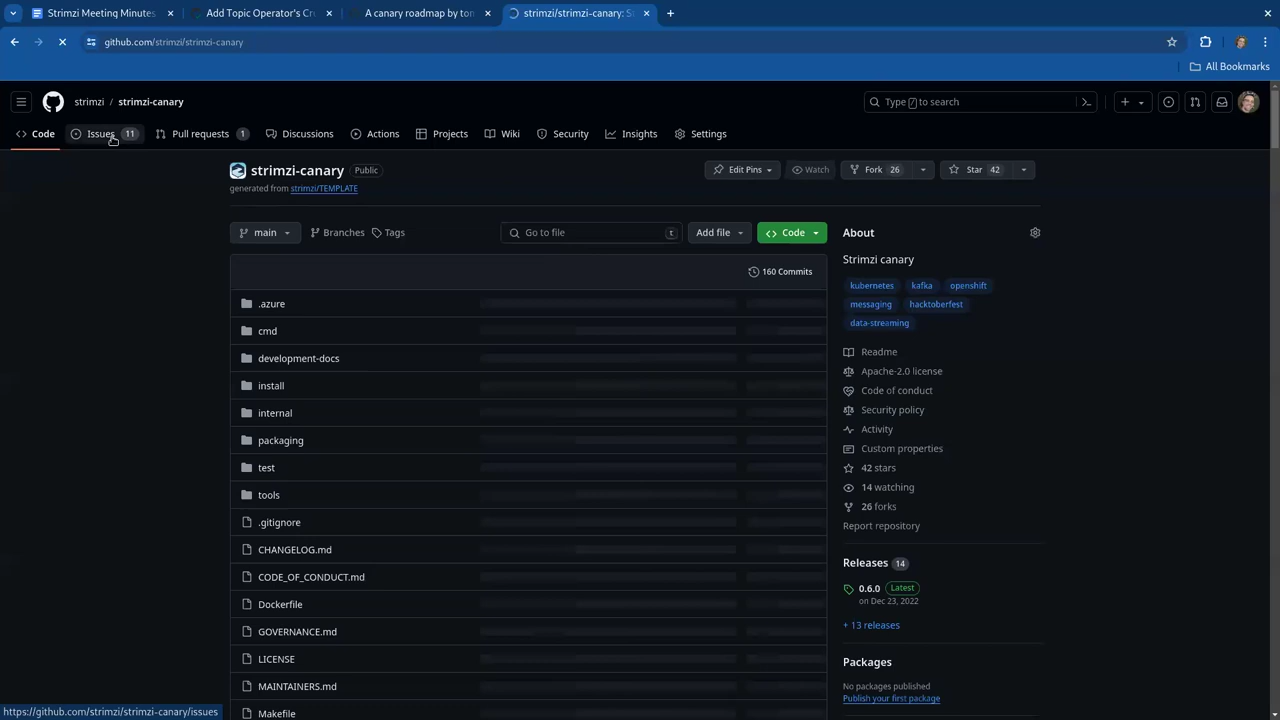 Strimzi Meeting Minutes
Add Topic Operator's Cr
A canary roadmap by ton
strimzi/strimzi-canary: S
github.com/strimzi/strimzi-canary
All Bookmarks
strimzi / strimzi-canary
Type / to search
Code
Issues 11
Pull requests 1
Discussions
Actions
Projects
Wiki
Security
Insights
Settings
strimzi-canary Public
generated from strimzi/TEMPLATE
Edit Pins
Watch
Fork 26
Star 42
main
Branches
Tags
Go to file t
Add file
Code
160 Commits
.azure
cmd
development-docs
install
internal
packaging
test
tools
.gitignore
CHANGELOG.md
CODE_OF_CONDUCT.md
Dockerfile
GOVERNANCE.md
LICENSE
MAINTAINERS.md
Makefile
About
Strimzi canary
kubernetes kafka openshift
messaging hacktoberfest
data-streaming
Readme
Apache-2.0 license
Code of conduct
Security policy
Activity
Custom properties
42 stars
14 watching
26 forks
Report repository
Releases 14
0.6.0 Latest
on Dec 23, 2022
+ 13 releases
Packages
No packages published
Publish your first package
https://github.com/strimzi/strimzi-canary/issues